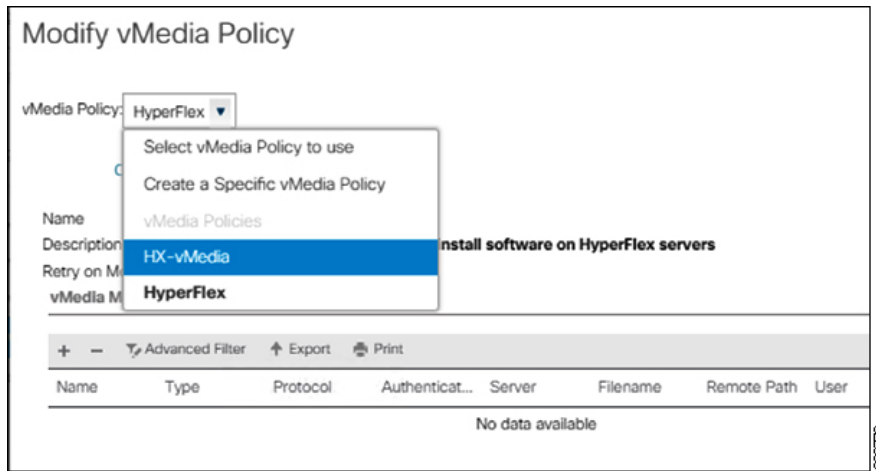 Modify vMedia Policy
vMedia Policy: HyperFlex
Select vMedia Policy to use
Create a Specific vMedia Policy
Name
vMedia Policies
Description
nstall software on HyperFlex servers
HX-vMedia
Retry on M
vMedia M
HyperFlex
+ − Advanced Filter Export Print
Name Type Protocol Authenticat... Server Filename Remote Path User
No data available